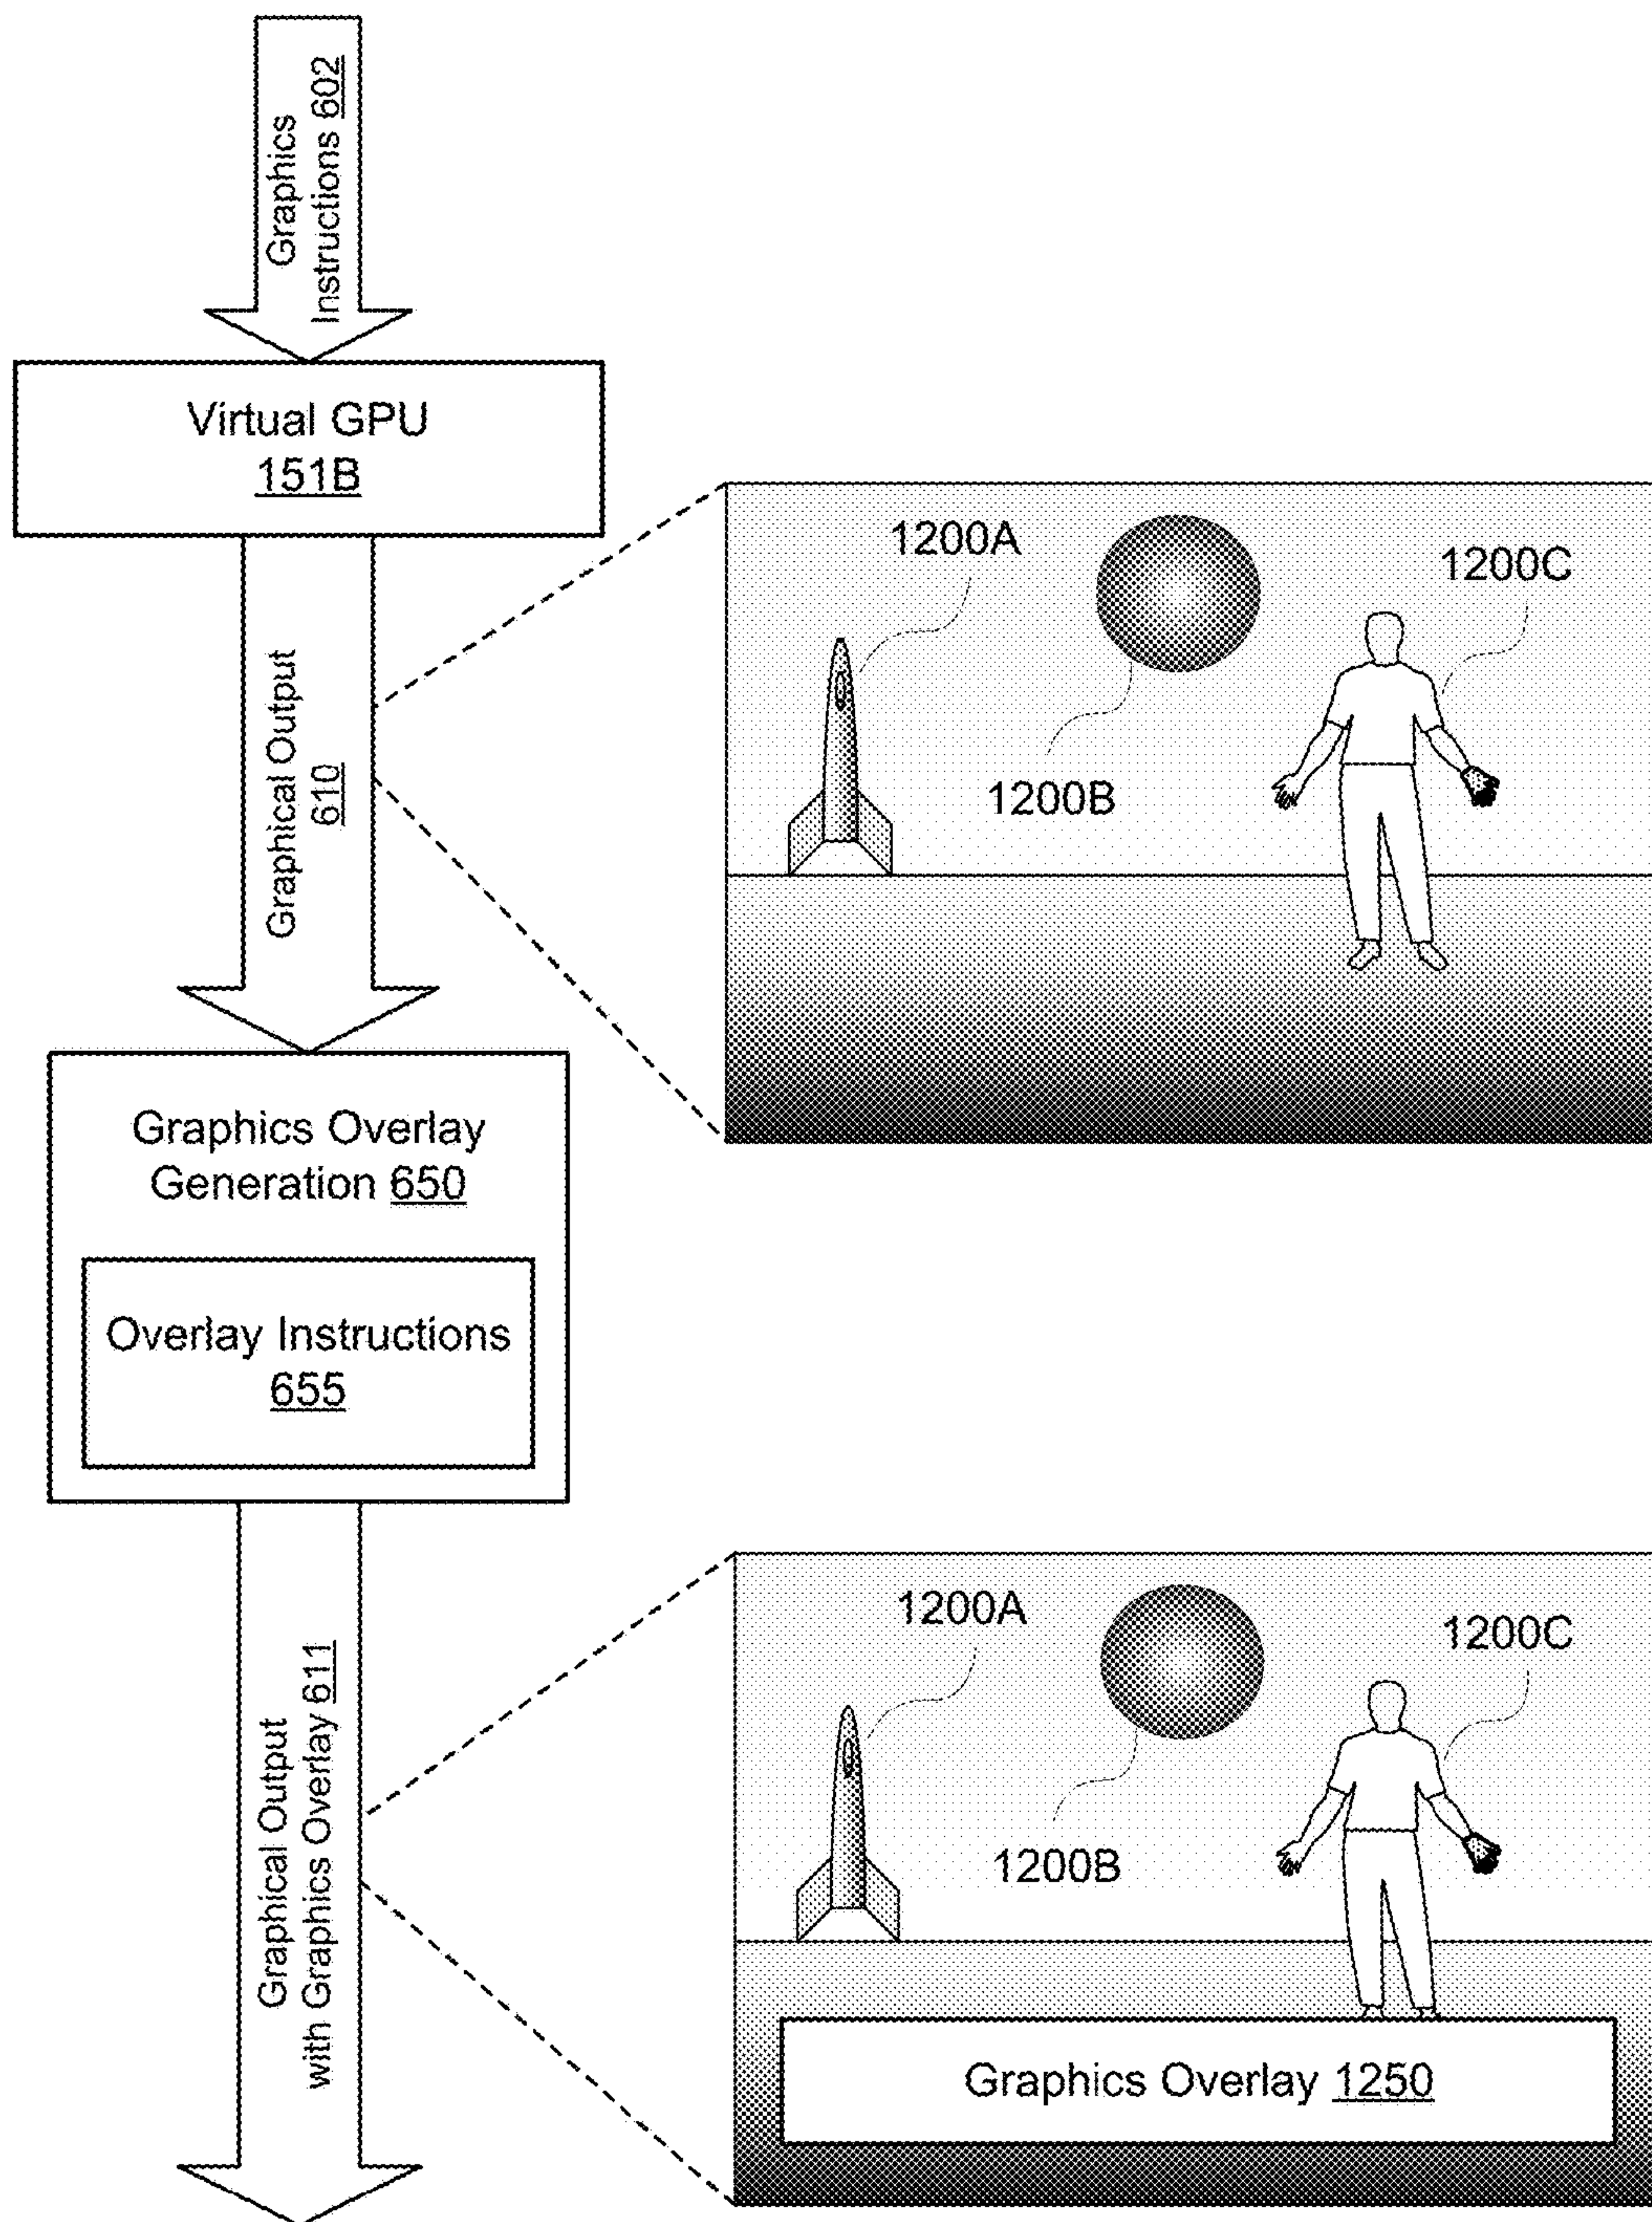 Graphics
Instructions 602
Virtual GPU
151B
Graphical Output
610
1200A
1200B
1200C
Graphics Overlay
Generation 650
Overlay Instructions
655
Graphical Output
with Graphics Overlay 611
1200A
1200B
1200C
Graphics Overlay 1250